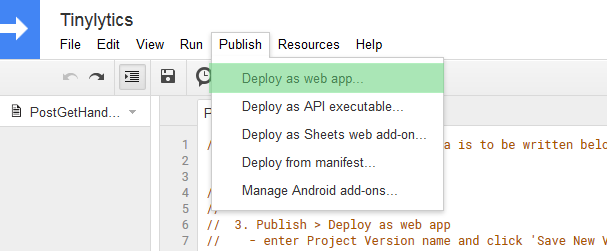 Tinylytics
File Edit View Run Publish Resources Help
Deploy as web app...
Deploy as API executable...
Deploy as Sheets web add-on...
Deploy from manifest...
Manage Android add-ons...
PostGetHand...
1 / a is to be written belo
2
3
4 /
5 //
6 // 3. Publish > Deploy as web app
7 // - enter Project Version name and click 'Save New V